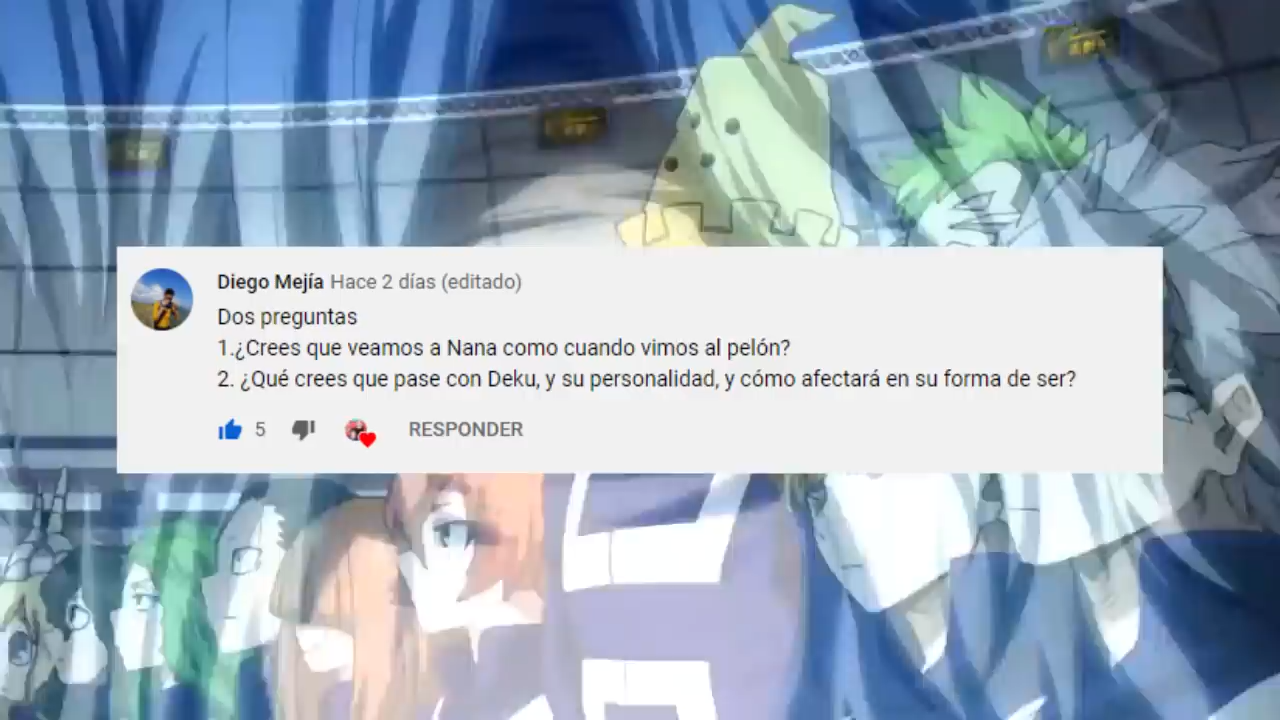 Diego Mejía Hace 2 días (editado)
Dos preguntas
1.¿Crees que veamos a Nana como cuando vimos al pelón?
2. ¿Qué crees que pase con Deku, y su personalidad, y cómo afectará en su forma de ser?
5 RESPONDER